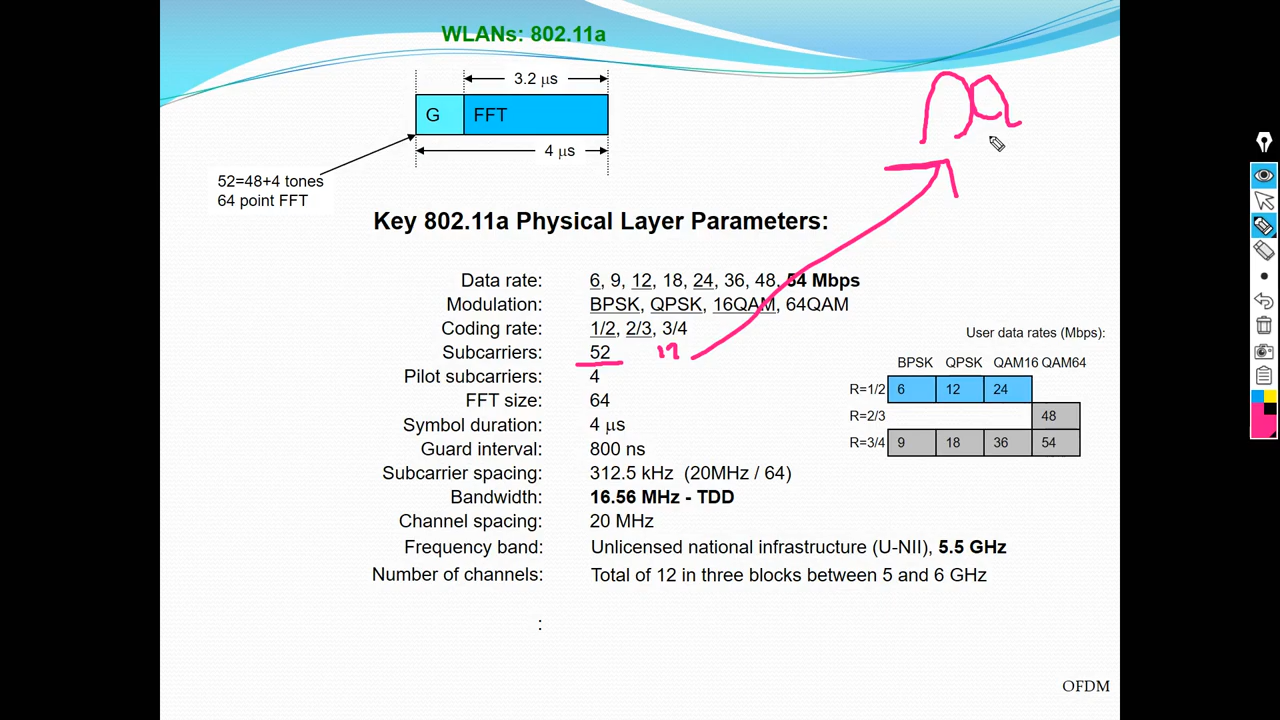 WLANs: 802.11a
3.2 μs
G FFT
4 μs
52=48+4 tones
64 point FFT
Key 802.11a Physical Layer Parameters:
Data rate: 6, 9, 12, 18, 24, 36, 48, 54 Mbps
Modulation: BPSK, QPSK, 16QAM, 64QAM
Coding rate: 1/2, 2/3, 3/4
Subcarriers: 52
Pilot subcarriers: 4
FFT size: 64
Symbol duration: 4 μs
Guard interval: 800 ns
Subcarrier spacing: 312.5 kHz (20MHz / 64)
Bandwidth: 16.56 MHz - TDD
Channel spacing: 20 MHz
Frequency band: Unlicensed national infrastructure (U-NII), 5.5 GHz
Number of channels: Total of 12 in three blocks between 5 and 6 GHz
:
User data rates (Mbps):
BPSK QPSK QAM16 QAM64
R=1/2 6 12 24
R=2/3 48
R=3/4 9 18 36 54
OFDM